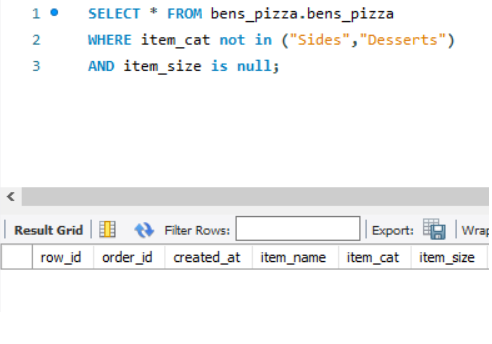 1 SELECT * FROM bens_pizza.bens_pizza
2 WHERE item_cat not in ("Sides","Desserts")
3 AND item_size is null;
Result Grid Filter Rows: Export: Wrap
row_id order_id created_at item_name item_cat item_size